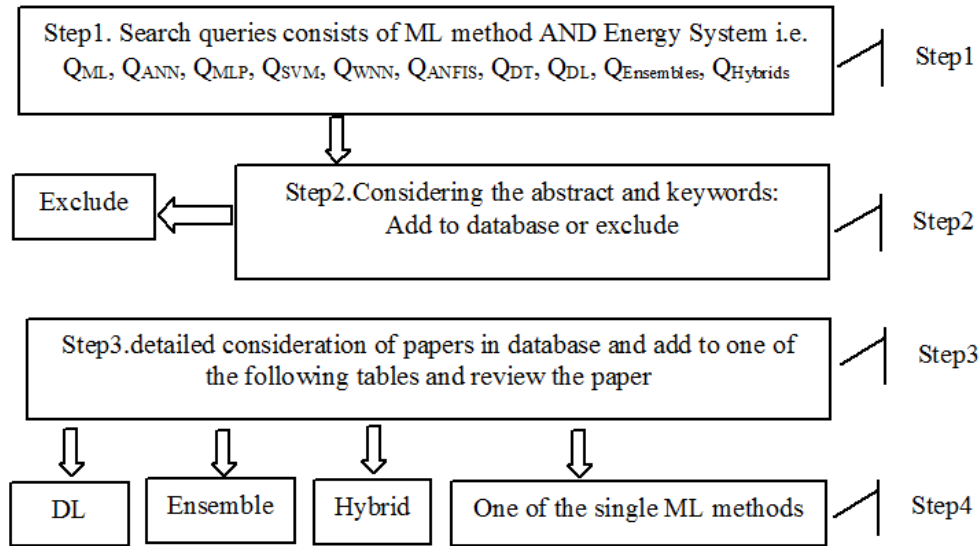 Step1. Search queries consists of ML method AND Energy System i.e.
QML, QANN, QMLP, QSVM, QWNN, QANFIS, QDT, QDL, QEnsembles, QHybrids
Step1
Exclude
Step2.Considering the abstract and keywords:
Add to database or exclude
Step2
Step3.detailed consideration of papers in database and add to one of
the following tables and review the paper
Step3
DL
Ensemble
Hybrid
One of the single ML methods
Step4